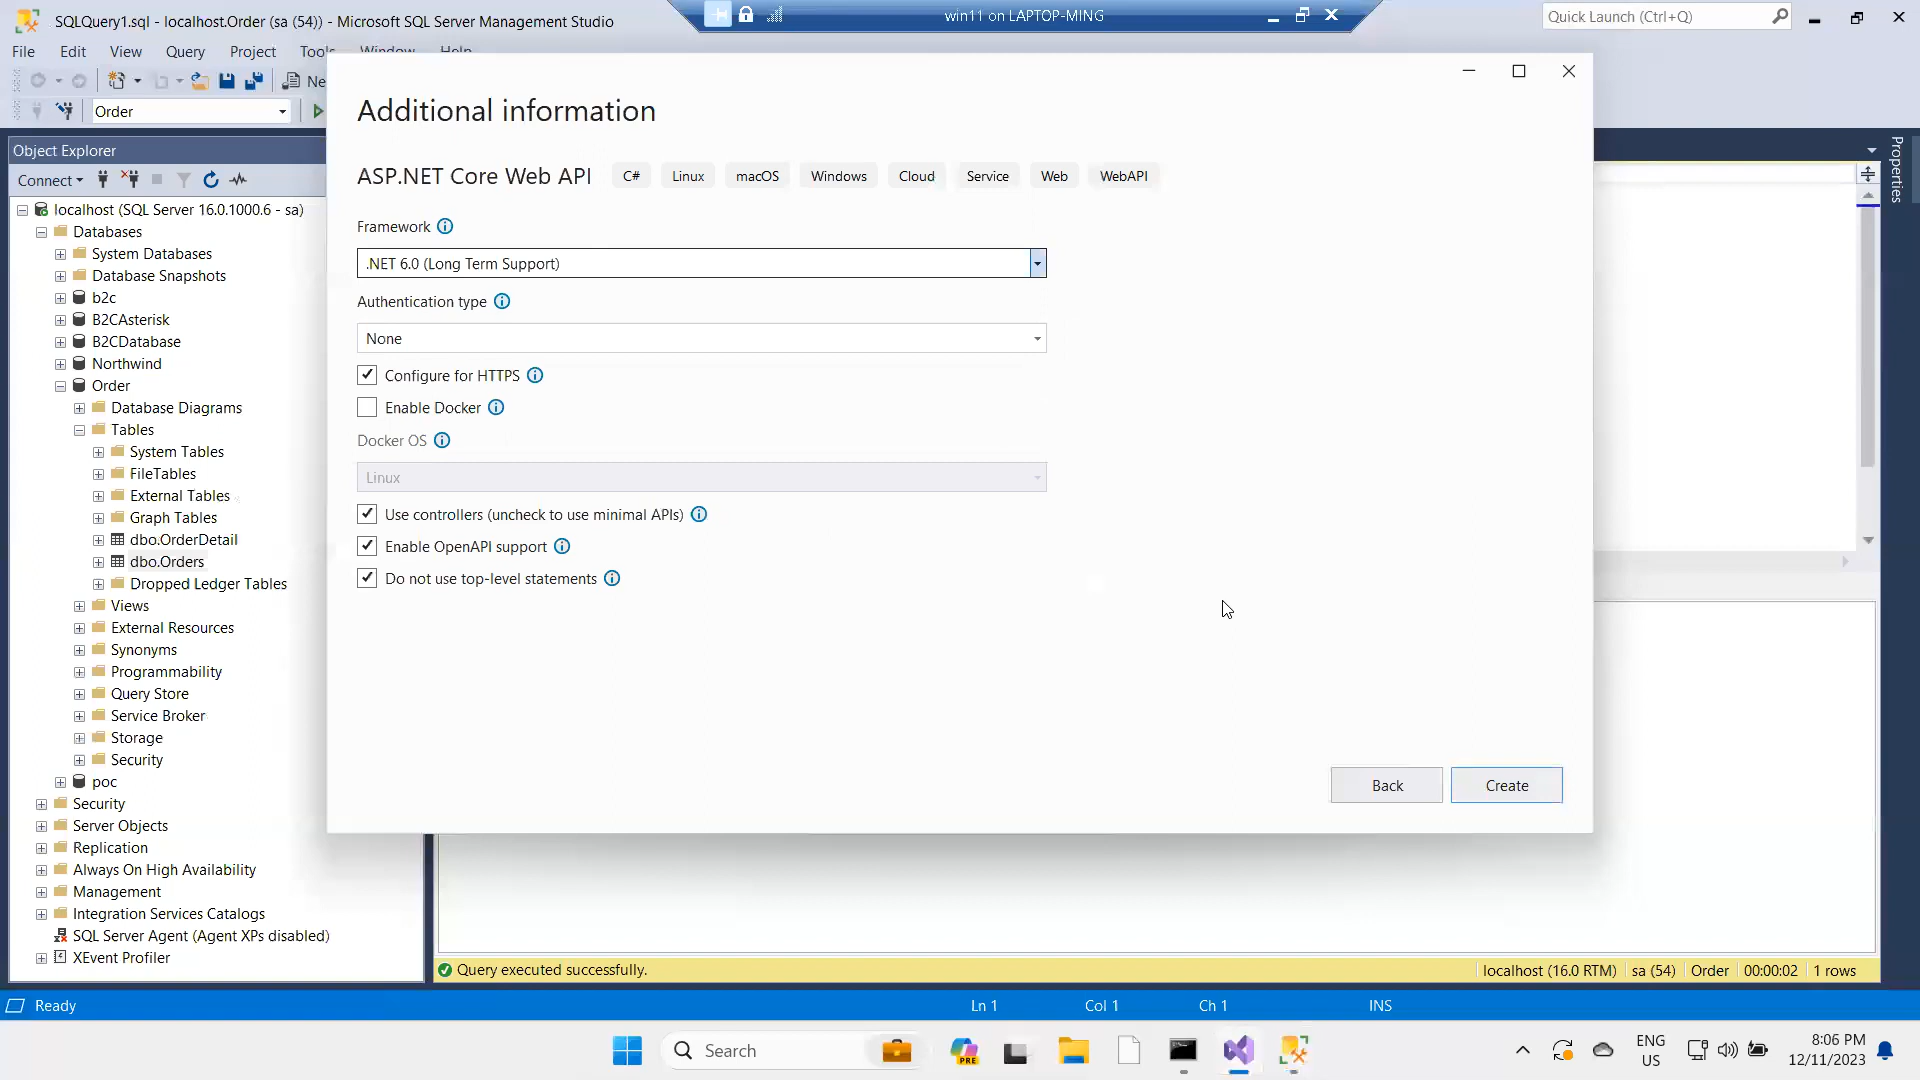 SQLQuery1.sql - localhost.Order (sa (54)) - Microsoft SQL Server Management Studio
win11 on LAPTOP-MING
Quick Launch (Ctrl+Q)
File Edit View Query Project Tools Window Help
Ne
Order
Additional information
Object Explorer
Connect
Properties
ASP.NET Core Web API C# Linux macOS Windows Cloud Service Web WebAPI
Framework
.NET 6.0 (Long Term Support)
Authentication type
None
Configure for HTTPS
Enable Docker
Docker OS
Linux
Use controllers (uncheck to use minimal APIs)
Enable OpenAPI support
Do not use top-level statements
Back Create
localhost (SQL Server 16.0.1000.6 - sa)
Databases
System Databases
Database Snapshots
b2c
B2CAsterisk
B2CDatabase
Northwind
Order
Database Diagrams
Tables
System Tables
FileTables
External Tables
Graph Tables
dbo.OrderDetail
dbo.Orders
Dropped Ledger Tables
Views
External Resources
Synonyms
Programmability
Query Store
Service Broker
Storage
Security
poc
Security
Server Objects
Replication
Always On High Availability
Management
Integration Services Catalogs
SQL Server Agent (Agent XPs disabled)
XEvent Profiler
Query executed successfully. localhost (16.0 RTM) sa (54) Order 00:00:02 1 rows
Ready Ln 1 Col 1 Ch 1 INS
Search
PRE
ENG
US
8:06 PM
12/11/2023